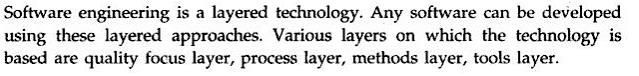 Software engineering is a layered technology. Any software can be developed
using these layered approaches. Various layers on which the technology is
based are quality focus layer, process layer, methods layer, tools layer.